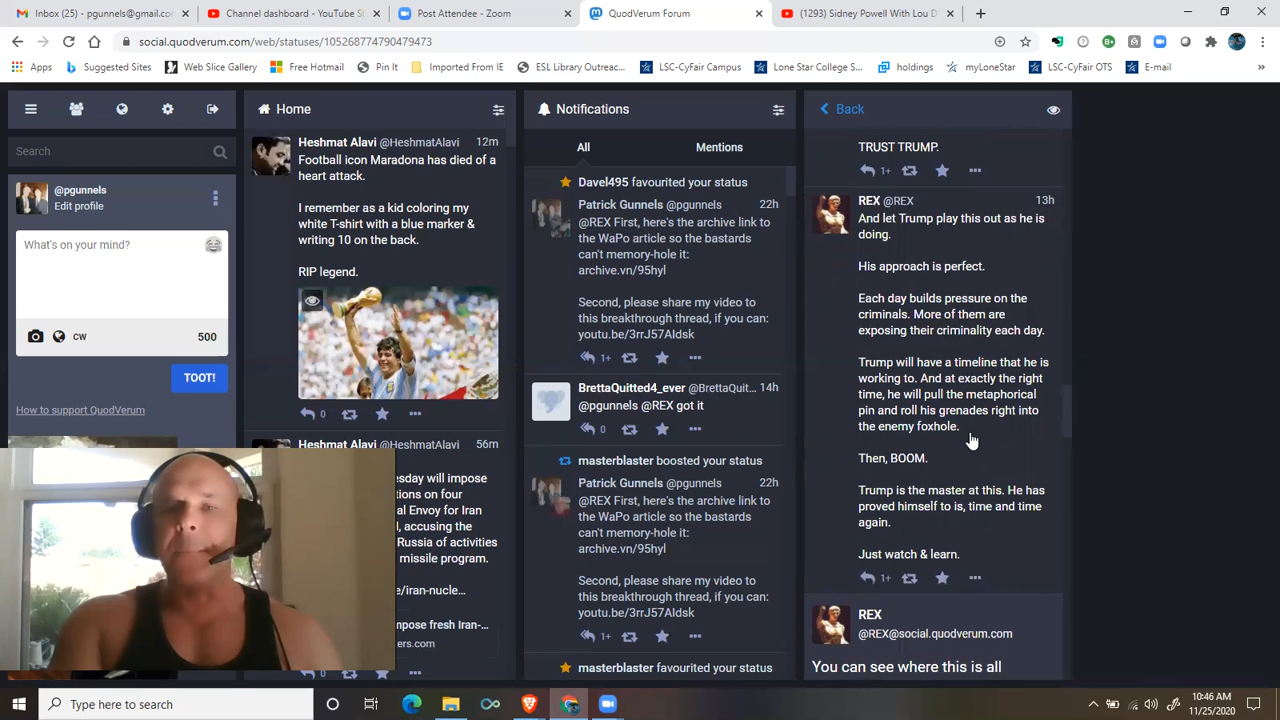 Inbox (25) - pgunnels@gmail.com
Channel dashboard - YouTube S
Post Attendee - Zoom
QuodVerum Forum
(1293) Sidney Powell With Lou D
social.quodverum.com/web/statuses/105268774790479473
Apps
Suggested Sites
Web Slice Gallery
Free Hotmail
Pin It
Imported From IE
ESL Library Outreac...
LSC-CyFair Campus
Lone Star College S...
holdings
myLoneStar
LSC-CyFair OTS
E-mail
»
Search
@pgunnels
Edit profile
What's on your mind?
CW
500
TOOT!
How to support QuodVerum
Home
Heshmat Alavi @HeshmatAlavi 12m
Football icon Maradona has died of a
heart attack.
I remember as a kid coloring my
white T-shirt with a blue marker &
writing 10 on the back.
RIP legend.
0
Heshmat Alavi @HeshmatAlavi 56m
esday will impose
tions on four
al Envoy for Iran
, accusing the
Russia of activities
missile program.
e/iran-nucle...
mpose fresh Iran-...
ers.com
0
Notifications
All
Mentions
Davel495 favourited your status
Patrick Gunnels @pgunnels 22h
@REX First, here's the archive link to
the WaPo article so the bastards
can't memory-hole it:
archive.vn/95hyl
Second, please share my video to
this breakthrough thread, if you can:
youtu.be/3rrJ57AIdsk
1+
BrettaQuitted4_ever @BrettaQuit... 14h
@pgunnels @REX got it
0
masterblaster boosted your status
Patrick Gunnels @pgunnels 22h
@REX First, here's the archive link to
the WaPo article so the bastards
can't memory-hole it:
archive.vn/95hyl
Second, please share my video to
this breakthrough thread, if you can:
youtu.be/3rrJ57AIdsk
1+
masterblaster favourited your status
Back
TRUST TRUMP.
1+
REX @REX 13h
And let Trump play this out as he is
doing.
His approach is perfect.
Each day builds pressure on the
criminals. More of them are
exposing their criminality each day.
Trump will have a timeline that he is
working to. And at exactly the right
time, he will pull the metaphorical
pin and roll his grenades right into
the enemy foxhole.
Then, BOOM.
Trump is the master at this. He has
proved himself to is, time and time
again.
Just watch & learn.
1+
REX
@REX@social.quodverum.com
You can see where this is all
Type here to search
10:46 AM
11/25/2020